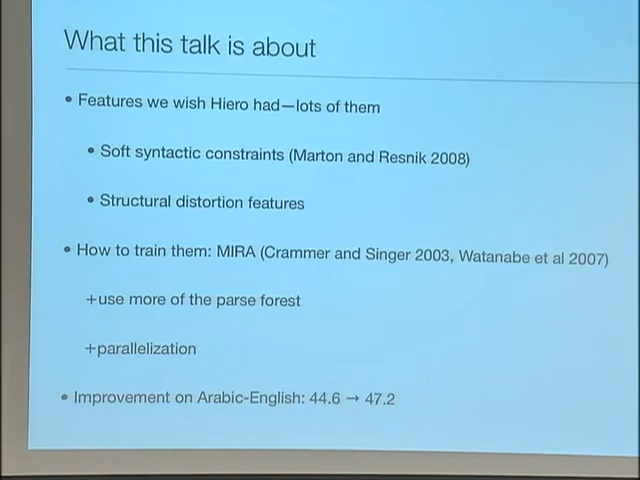 What this talk is about
• Features we wish Hiero had—lots of them
• Soft syntactic constraints (Marton and Resnik 2008)
• Structural distortion features
• How to train them: MIRA (Crammer and Singer 2003, Watanabe et al 2007)
+use more of the parse forest
+parallelization
• Improvement on Arabic-English: 44.6 → 47.2